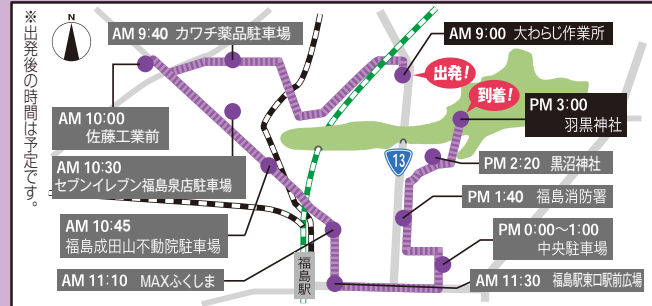 ※出発後の時間は予定です。
N
AM 9:40 カワチ薬品駐車場
AM 9:00 大わらじ作業所
出発!
到着!
AM 10:00
佐藤工業前
PM 3:00
羽黒神社
13
AM 10:30
セブンイレブン福島泉店駐車場
PM 2:20 黒沼神社
PM 1:40 福島消防署
AM 10:45
福島成田山不動院駐車場
PM 0:00〜1:00
中央駐車場
AM 11:10 MAXふくしま
福島駅
AM 11:30 福島駅東口駅前広場